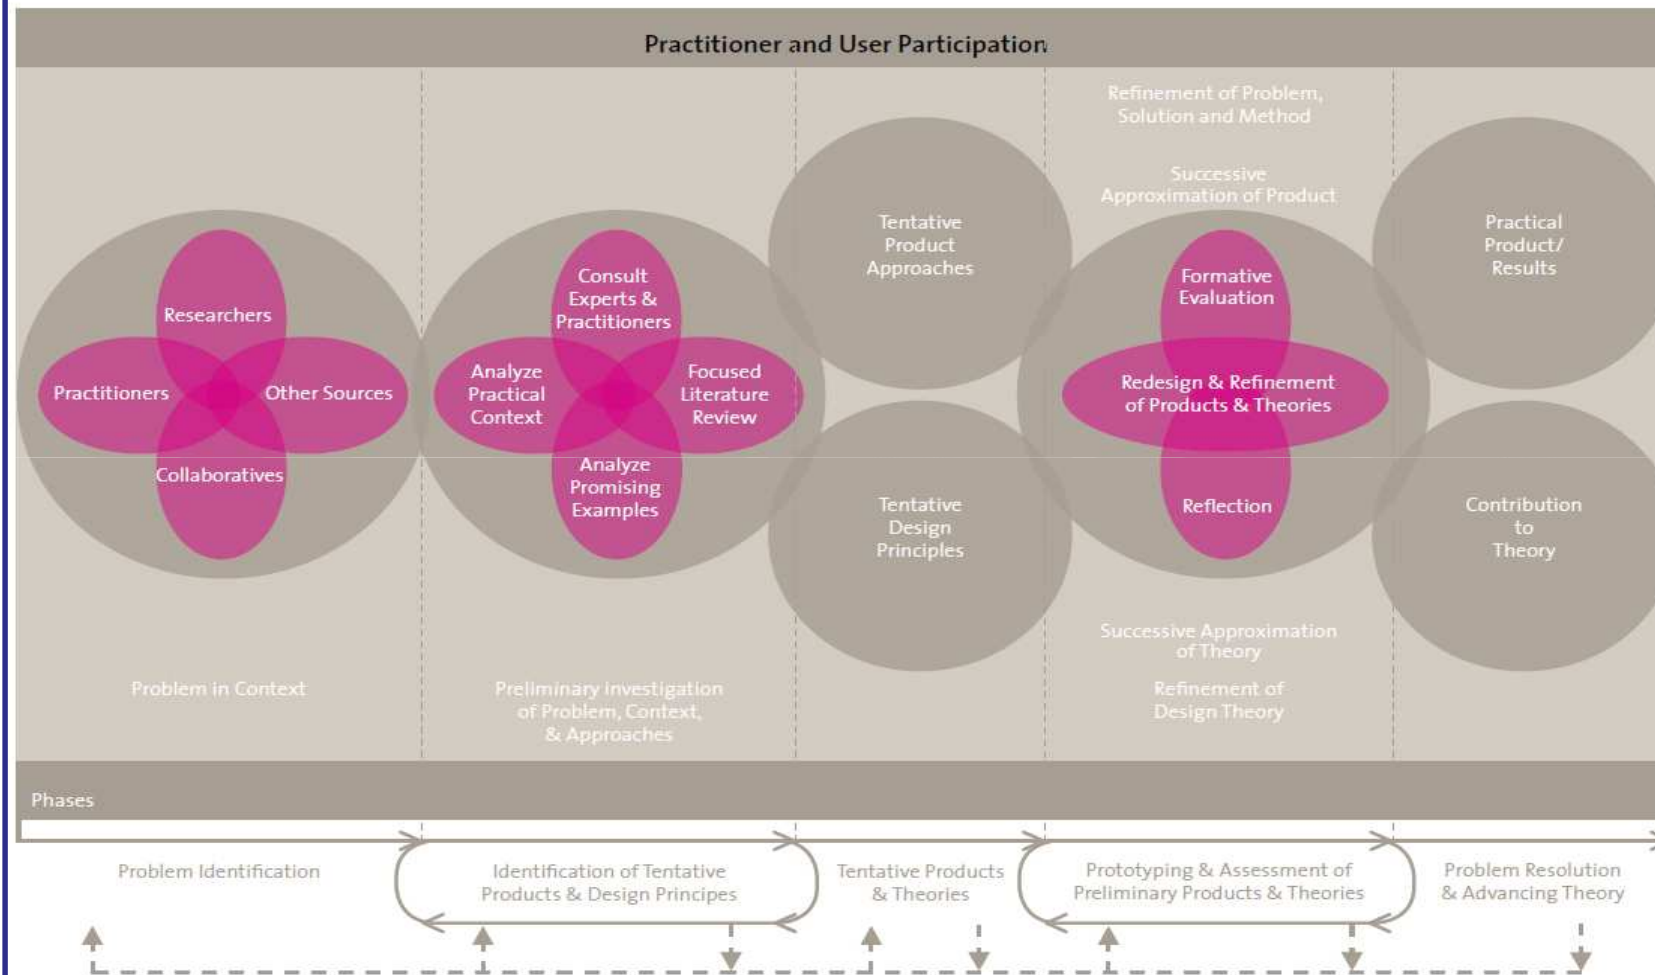 Practitioner and User Participation
Researchers
Practitioners
Other Sources
Collaboratives
Problem in Context
Consult
Experts &
Practitioners
Analyze
Practical
Context
Focused
Literature
Review
Analyze
Promising
Examples
Preliminary investigation
of Problem, Context,
& Approaches
Tentative
Product
Approaches
Tentative
Design
Principles
Refinement of Problem,
Solution and Method
Successive
Approximation of Product
Formative
Evaluation
Redesign & Refinement
of Products & Theories
Reflection
Successive Approximation
of Theory
Refinement of
Design Theory
Practical
Product/
Results
Contribution
to
Theory
Phases
Problem Identification
Identification of Tentative
Products & Design Principes
Tentative Products
& Theories
Prototyping & Assessment of
Preliminary Products & Theories
Problem Resolution
& Advancing Theory